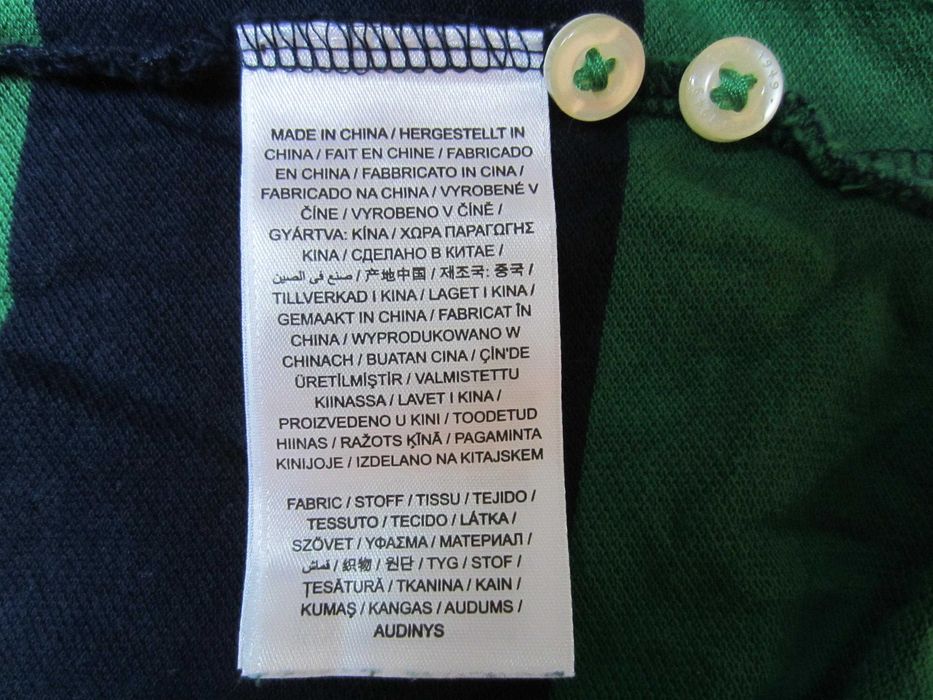 MADE IN CHINA / HERGESTELLT IN
CHINA / FAIT EN CHINE / FABRICADO
EN CHINA / FABBRICATO IN CINA /
FABRICADO NA CHINA / VYROBENÉ V
ČÍNE / VYROBENO V ČÍNĚ /
GYÁRTVA: KÍNA / ΧΩΡΑ ΠΑΡΑΓΩΓΗΣ
KINA / СДЕЛАНО В КИТАЕ /
صنع في الصين / 产地中国 / 재조국: 중국 /
TILLVERKAD I KINA / LAGET I KINA /
GEMAAKT IN CHINA / FABRICAT ÎN
CHINA / WYPRODUKOWANO W
CHINACH / BUATAN CINA / ÇİN'DE
ÜRETİLMİŞTİR / VALMISTETTU
KIINASSA / LAVET I KINA /
PROIZVEDENO U KINI / TOODETUD
HIINAS / RAŽOTS ĶĪNĀ / PAGAMINTA
KINIJOJE / IZDELANO NA KITAJSKEM
FABRIC / STOFF / TISSU / TEJIDO /
TESSUTO / TECIDO / LÁTKA /
SZÖVET / ΥΦΑΣΜΑ / МАТЕРИАЛ /
قماش / 織物 / 원단 / TYG / STOF /
ȚESĂTURĂ / TKANINA / KAIN /
KUMAŞ / KANGAS / AUDUMS /
AUDINYS
1949